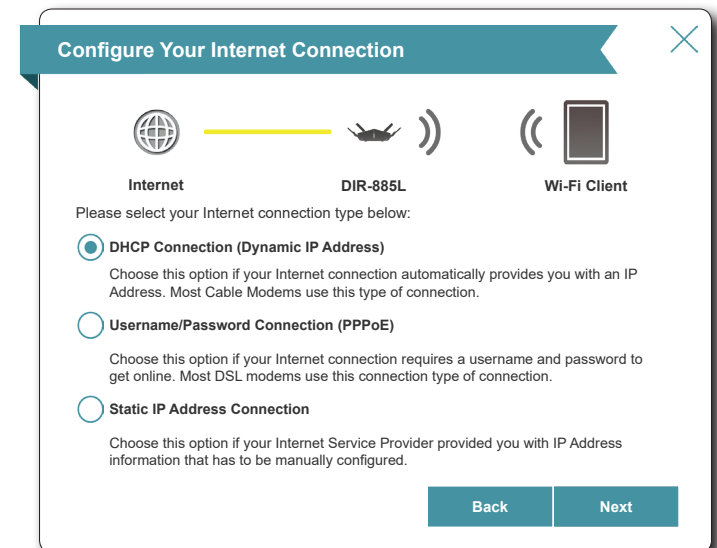 Configure Your Internet Connection
Internet
DIR-885L
Wi-Fi Client
Please select your Internet connection type below:
DHCP Connection (Dynamic IP Address)
Choose this option if your Internet connection automatically provides you with an IP
Address. Most Cable Modems use this type of connection.
Username/Password Connection (PPPoE)
Choose this option if your Internet connection requires a username and password to
get online. Most DSL modems use this connection type of connection.
Static IP Address Connection
Choose this option if your Internet Service Provider provided you with IP Address
information that has to be manually configured.
Back
Next